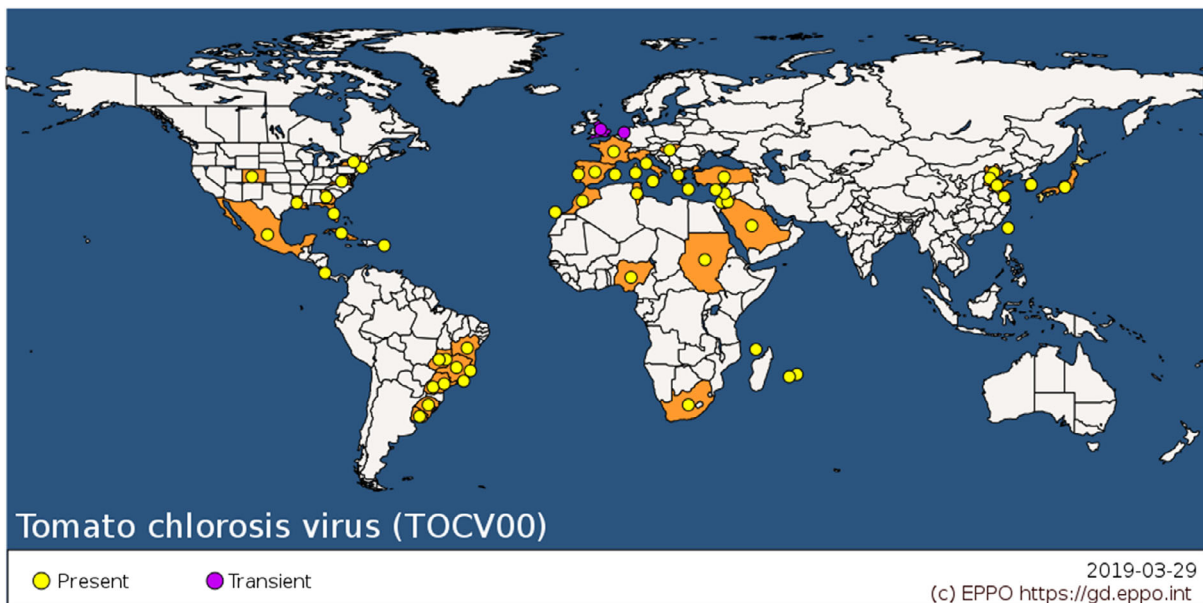 Tomato chlorosis virus (TOCV00)
Present
Transient
2019-03-29
(c) EPPO https://gd.eppo.int